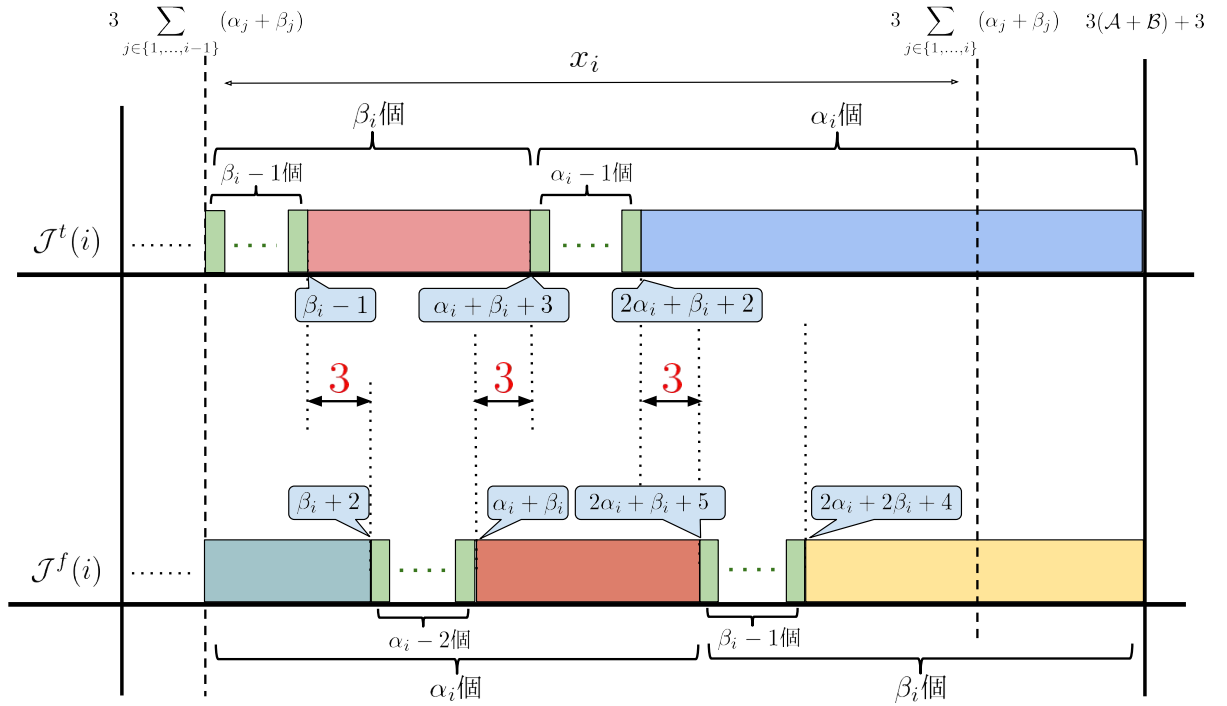 3 ∑_{j∈{1,...,i−1}} (α_j + β_j)
3 ∑_{j∈{1,...,i}} (α_j + β_j)
3(𝒜 + ℬ) + 3
x_i
β_i個
α_i個
β_i − 1個
α_i − 1個
𝒥^t(i)
β_i − 1
α_i + β_i + 3
2α_i + β_i + 2
3
3
3
β_i + 2
α_i + β_i
2α_i + β_i + 5
2α_i + 2β_i + 4
𝒥^f(i)
α_i − 2個
β_i − 1個
α_i個
β_i個